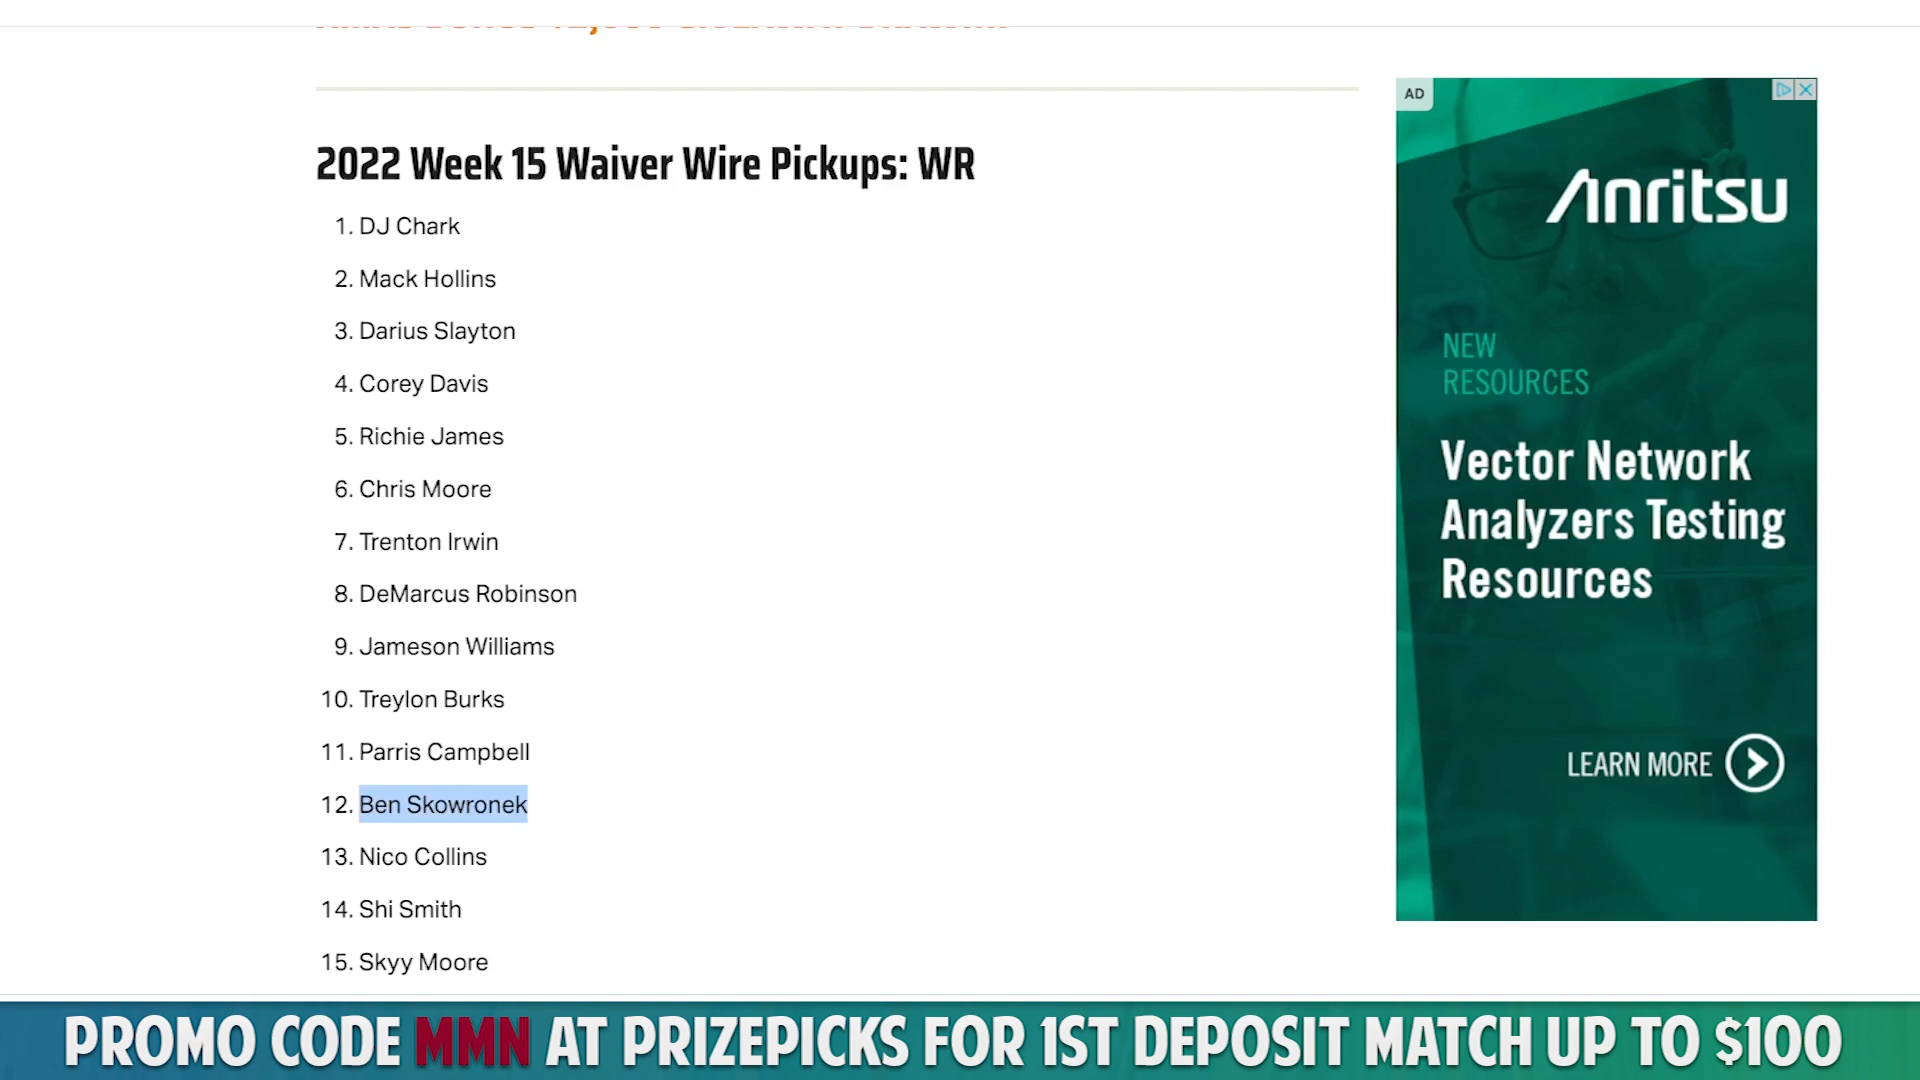 2022 Week 15 Waiver Wire Pickups: WR
1. DJ Chark
2. Mack Hollins
3. Darius Slayton
4. Corey Davis
5. Richie James
6. Chris Moore
7. Trenton Irwin
8. DeMarcus Robinson
9. Jameson Williams
10. Treylon Burks
11. Parris Campbell
12. Ben Skowronek
13. Nico Collins
14. Shi Smith
15. Skyy Moore
AD
Anritsu
NEW
RESOURCES
Vector Network
Analyzers Testing
Resources
LEARN MORE
PROMO CODE MMN AT PRIZEPICKS FOR 1ST DEPOSIT MATCH UP TO $100